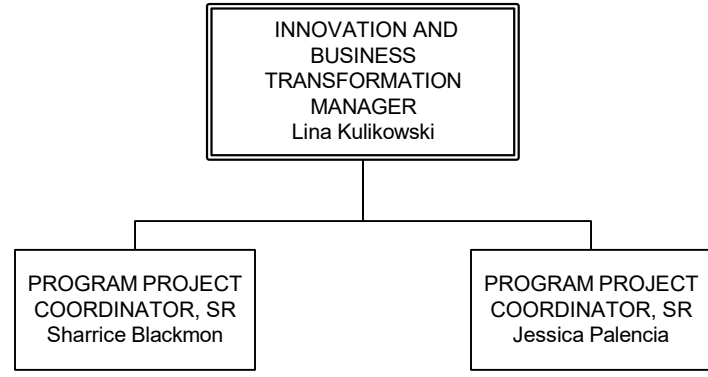 INNOVATION AND
BUSINESS
TRANSFORMATION
MANAGER
Lina Kulikowski
PROGRAM PROJECT
COORDINATOR, SR
Sharrice Blackmon
PROGRAM PROJECT
COORDINATOR, SR
Jessica Palencia